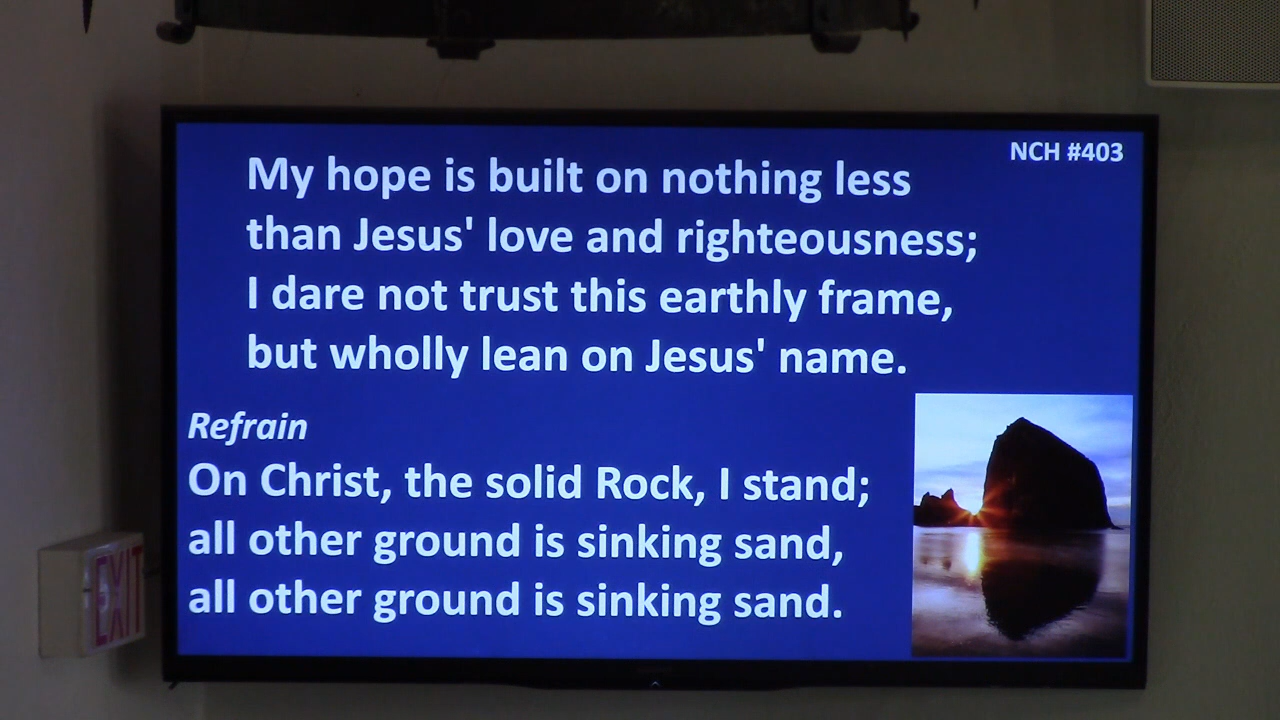 NCH #403
My hope is built on nothing less
than Jesus' love and righteousness;
I dare not trust this earthly frame,
but wholly lean on Jesus' name.
Refrain
On Christ, the solid Rock, I stand;
all other ground is sinking sand,
all other ground is sinking sand.
EXIT